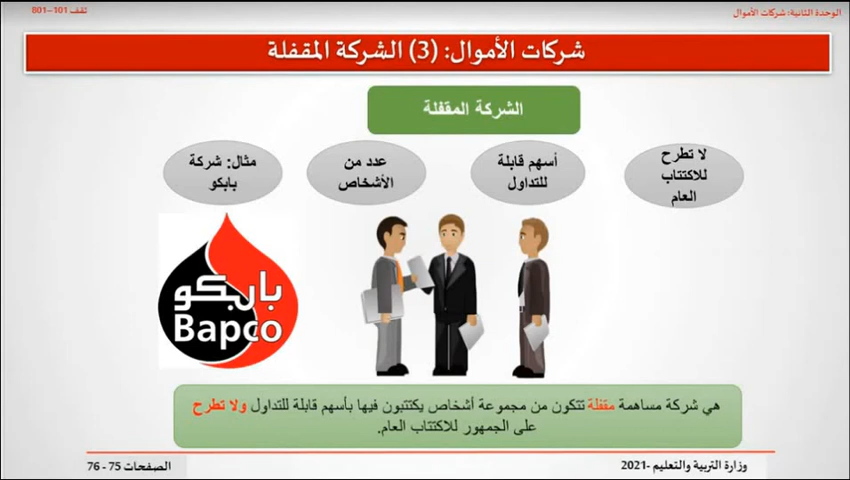 الوحدة الثانية: شركات الأموال
ثقف 101–801
شركات الأموال: (3) الشركة المقفلة
الشركة المقفلة
لا تطرح
للاكتتاب
العام
أسهم قابلة
للتداول
عدد من
الأشخاص
مثال: شركة
بابكو
بابكو
Bapco
هي شركة مساهمة مقفلة تتكون من مجموعة أشخاص يكتتبون فيها بأسهم قابلة للتداول ولا تطرح
على الجمهور للاكتتاب العام.
وزارة التربية والتعليم -2021
الصفحات 75 - 76